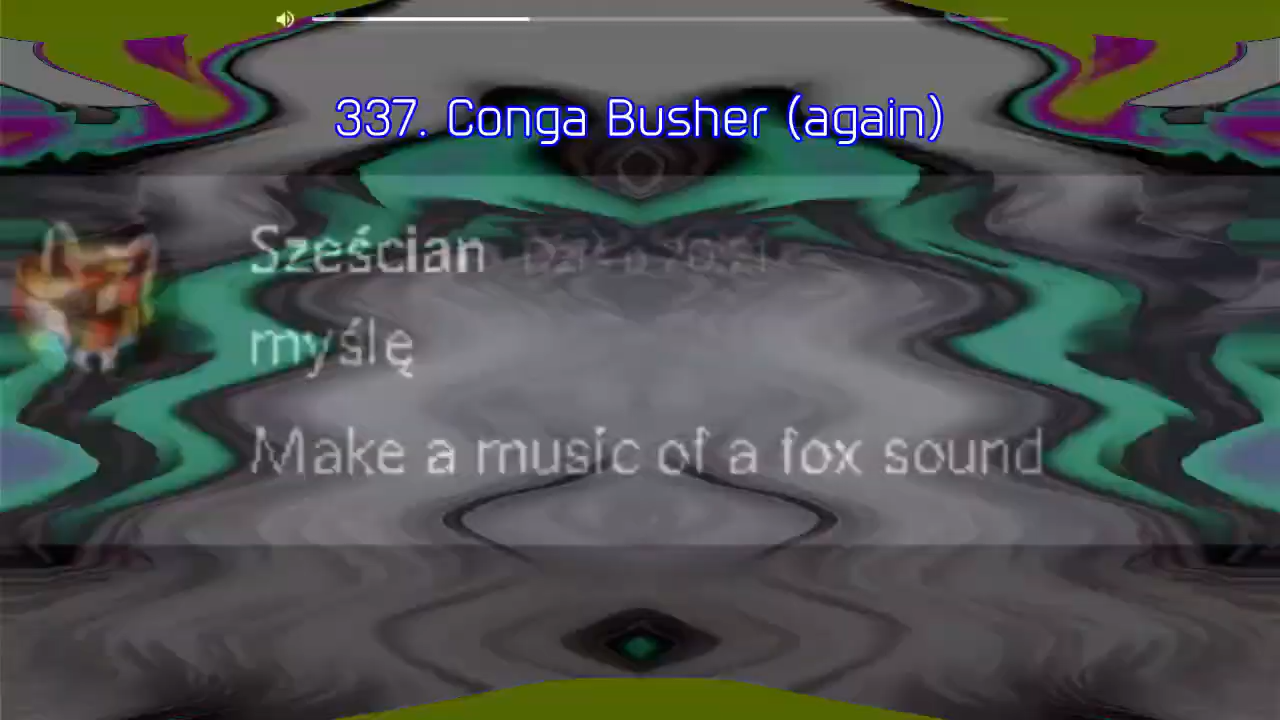 337. Conga Busher (again)
Sześcian
myślę
Make a music of a fox sound